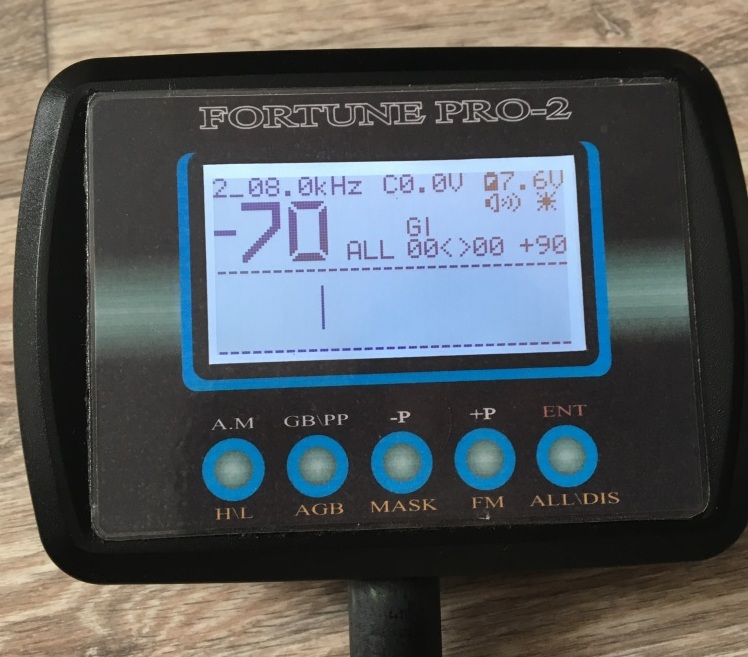 FORTUNE PRO-2
2_08.0kHz C0.0V 7.6V
-70
GI
ALL 00<>00 +90
A.M GB\PP -P +P ENT
H\L AGB MASK FM ALL\DIS